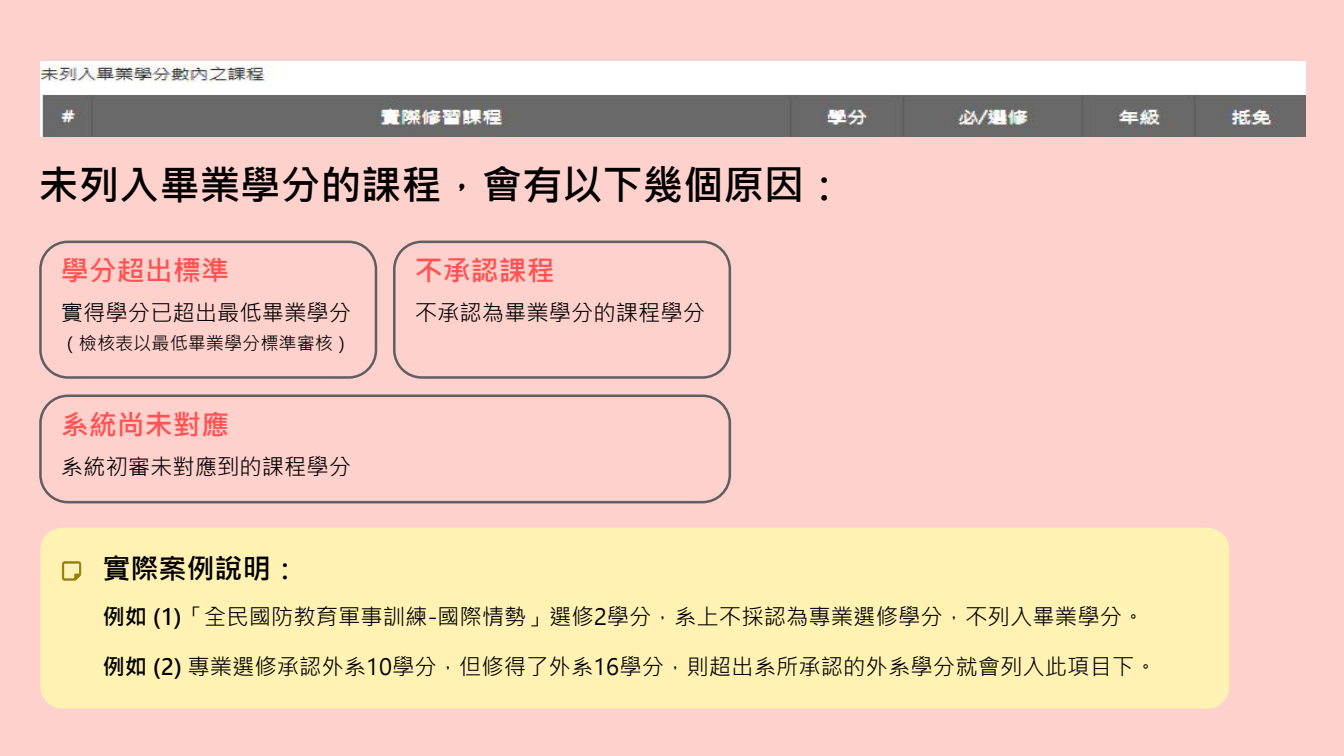 未列入畢業學分數內之課程
# 實際修習課程 學分 必/選修 年級 抵免
未列入畢業學分的課程，會有以下幾個原因：
學分超出標準
實得學分已超出最低畢業學分
（檢核表以最低畢業學分標準審核）
不承認課程
不承認為畢業學分的課程學分
系統尚未對應
系統初審未對應到的課程學分
實際案例說明：
例如 (1)「全民國防教育軍事訓練-國際情勢」選修2學分，系上不採認為專業選修學分，不列入畢業學分。
例如 (2) 專業選修承認外系10學分，但修得了外系16學分，則超出系所承認的外系學分就會列入此項目下。